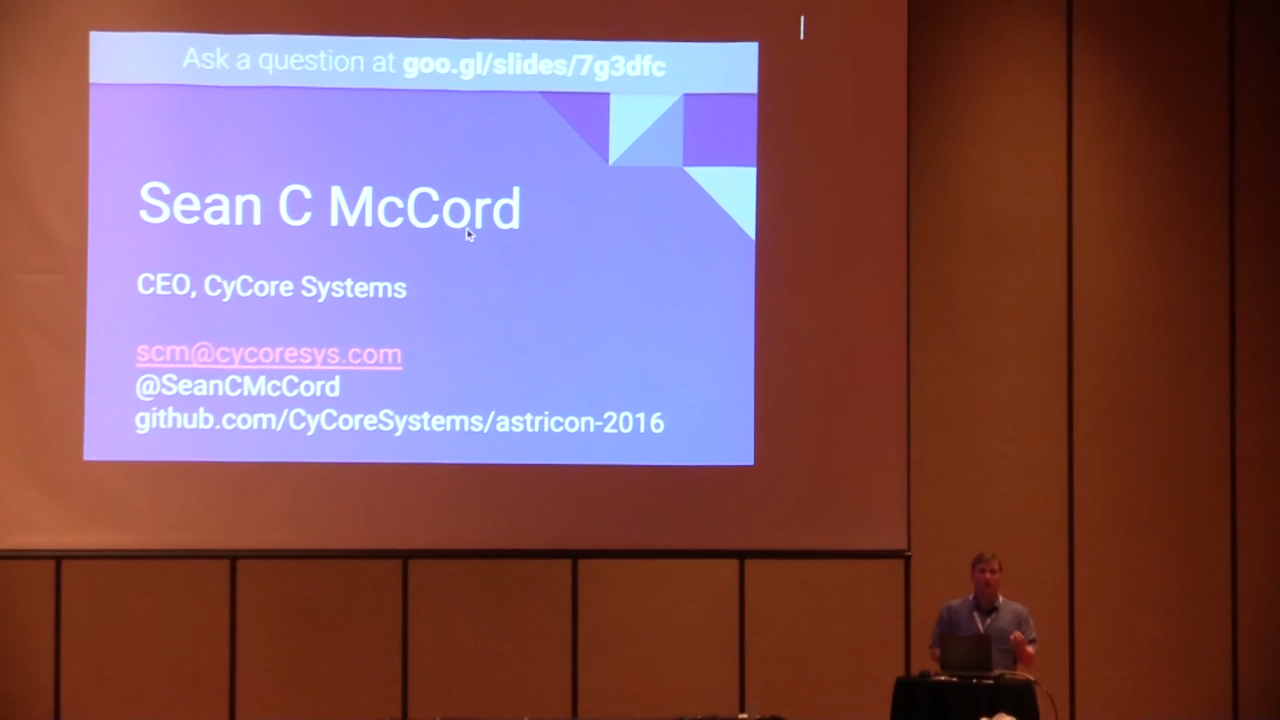 Ask a question at goo.gl/slides/7g3dfc
Sean C McCord
CEO, CyCore Systems
scm@cycoresys.com
@SeanCMcCord
github.com/CyCoreSystems/astricon-2016